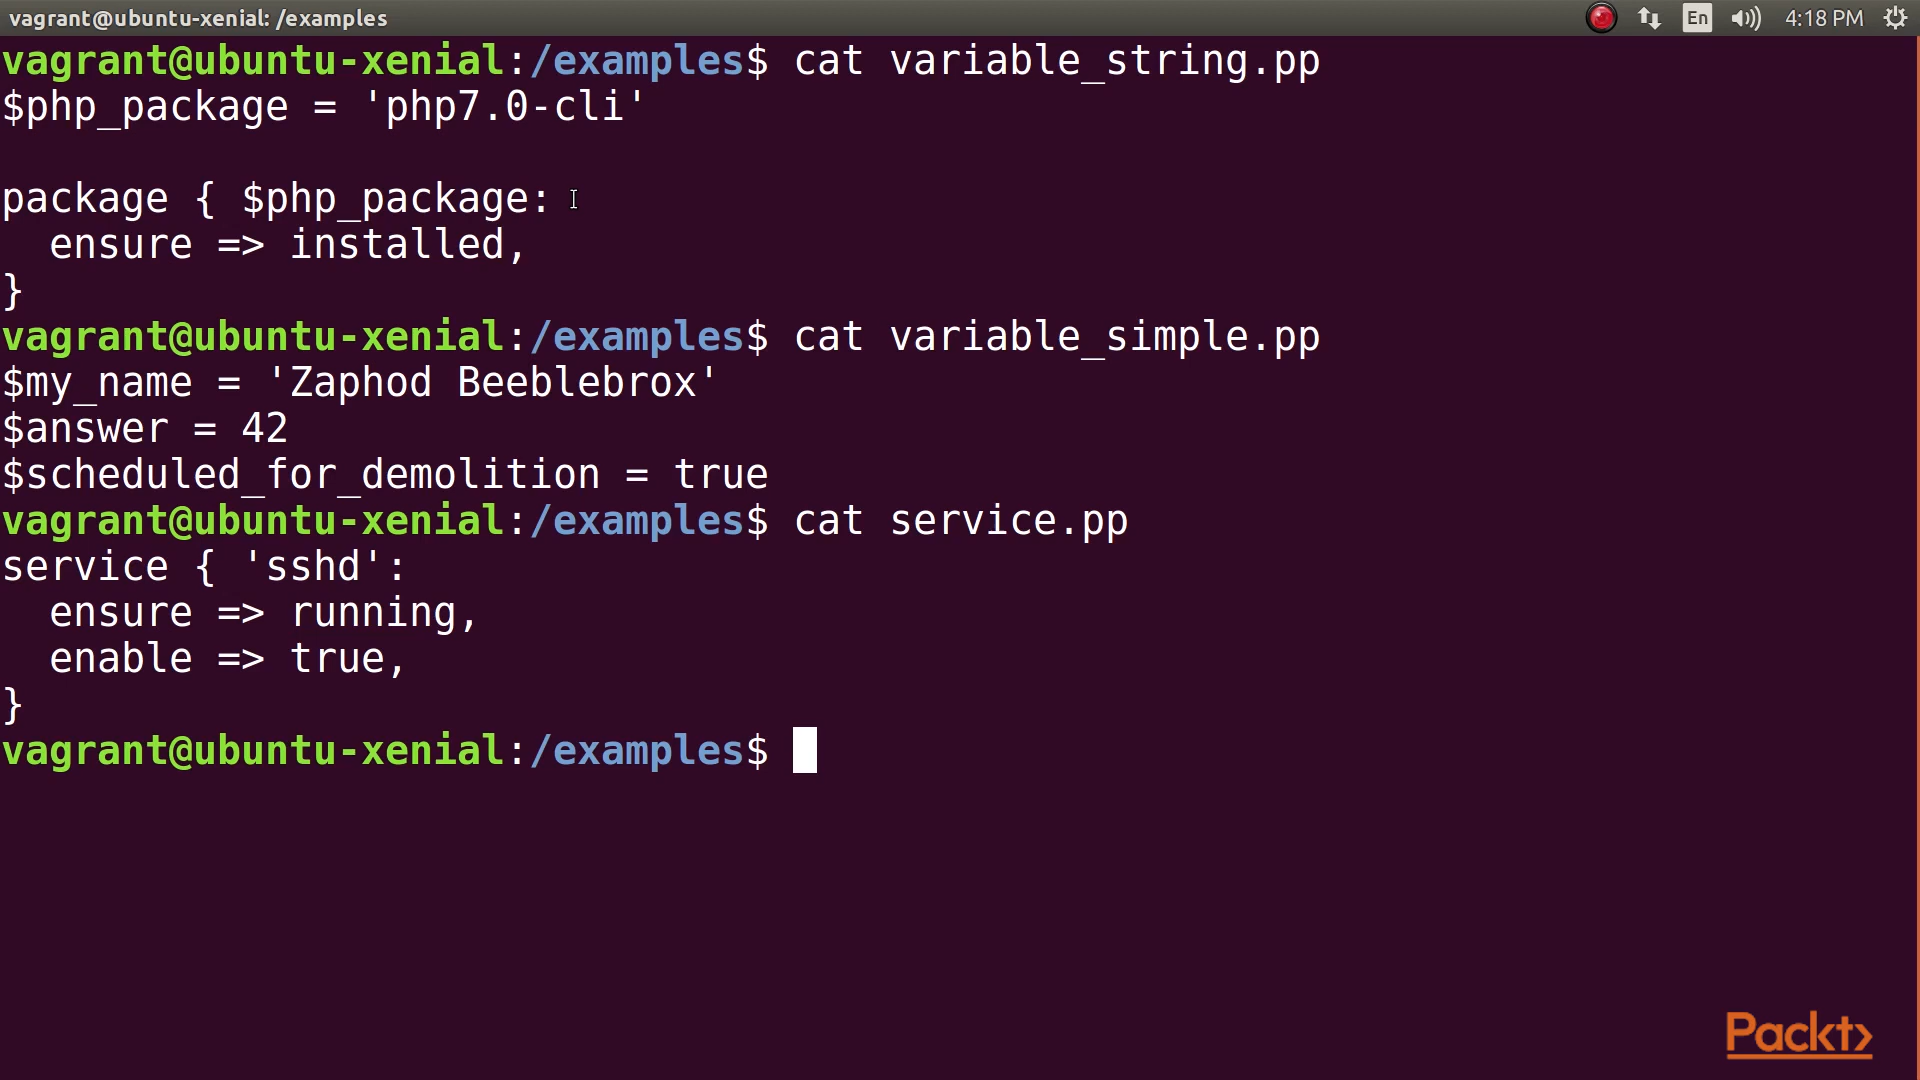 vagrant@ubuntu-xenial: /examples
En
4:18 PM
vagrant@ubuntu-xenial:/examples$ cat variable_string.pp
$php_package = 'php7.0-cli'
package { $php_package:
  ensure => installed,
}
vagrant@ubuntu-xenial:/examples$ cat variable_simple.pp
$my_name = 'Zaphod Beeblebrox'
$answer = 42
$scheduled_for_demolition = true
vagrant@ubuntu-xenial:/examples$ cat service.pp
service { 'sshd':
  ensure => running,
  enable => true,
}
vagrant@ubuntu-xenial:/examples$
Packt>